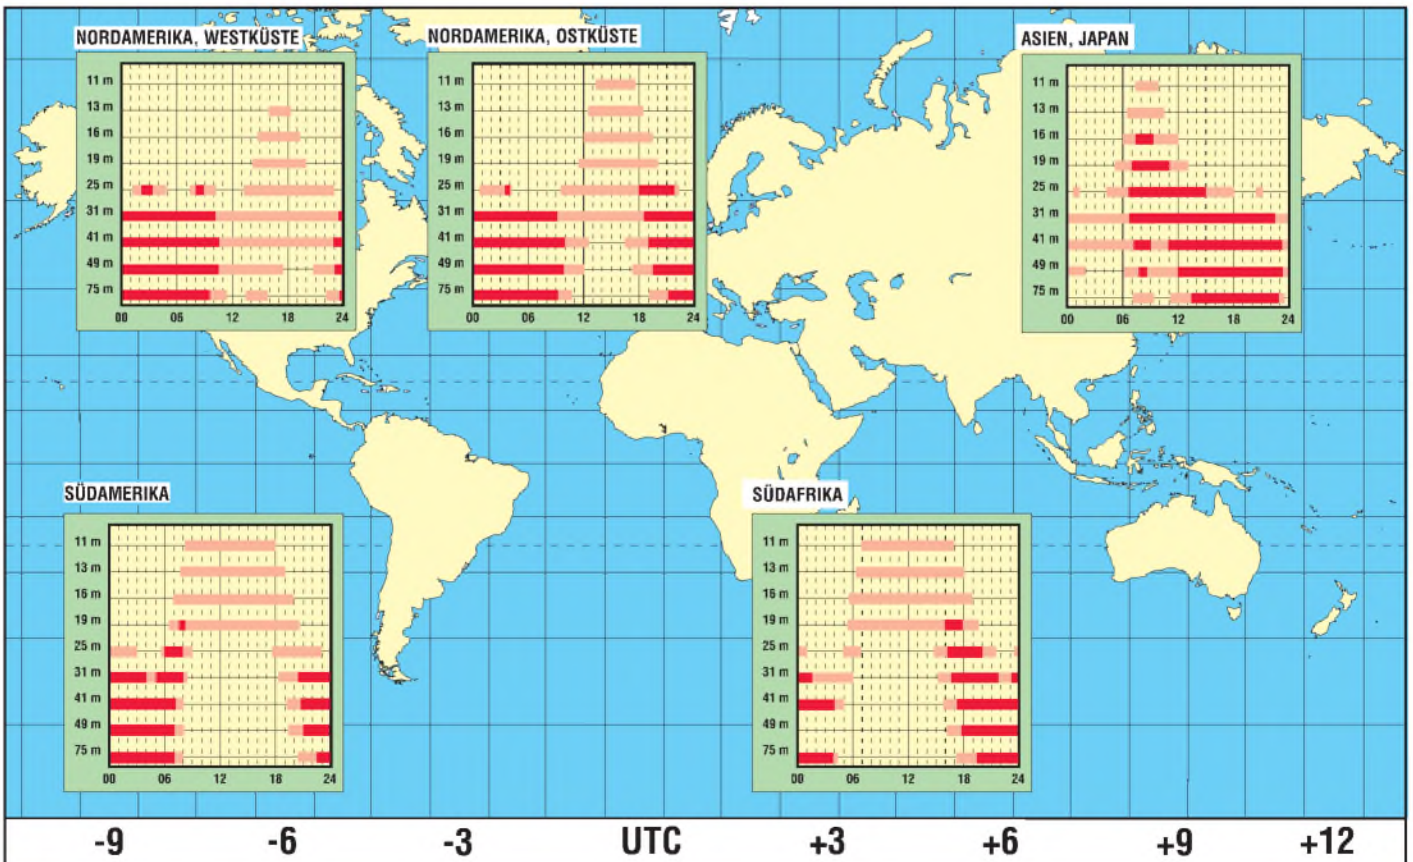 NORDAMERIKA, WESTKÜSTE
11 m
13 m
16 m
19 m
25 m
31 m
41 m
49 m
75 m
00 06 12 18 24
NORDAMERIKA, OSTKÜSTE
11 m
13 m
16 m
19 m
25 m
31 m
41 m
49 m
75 m
00 06 12 18 24
ASIEN, JAPAN
11 m
13 m
16 m
19 m
25 m
31 m
41 m
49 m
75 m
00 06 12 18 24
SÜDAMERIKA
11 m
13 m
16 m
19 m
25 m
31 m
41 m
49 m
75 m
00 06 12 18 24
SÜDAFRIKA
11 m
13 m
16 m
19 m
25 m
31 m
41 m
49 m
75 m
00 06 12 18 24
-9 -6 -3 UTC +3 +6 +9 +12